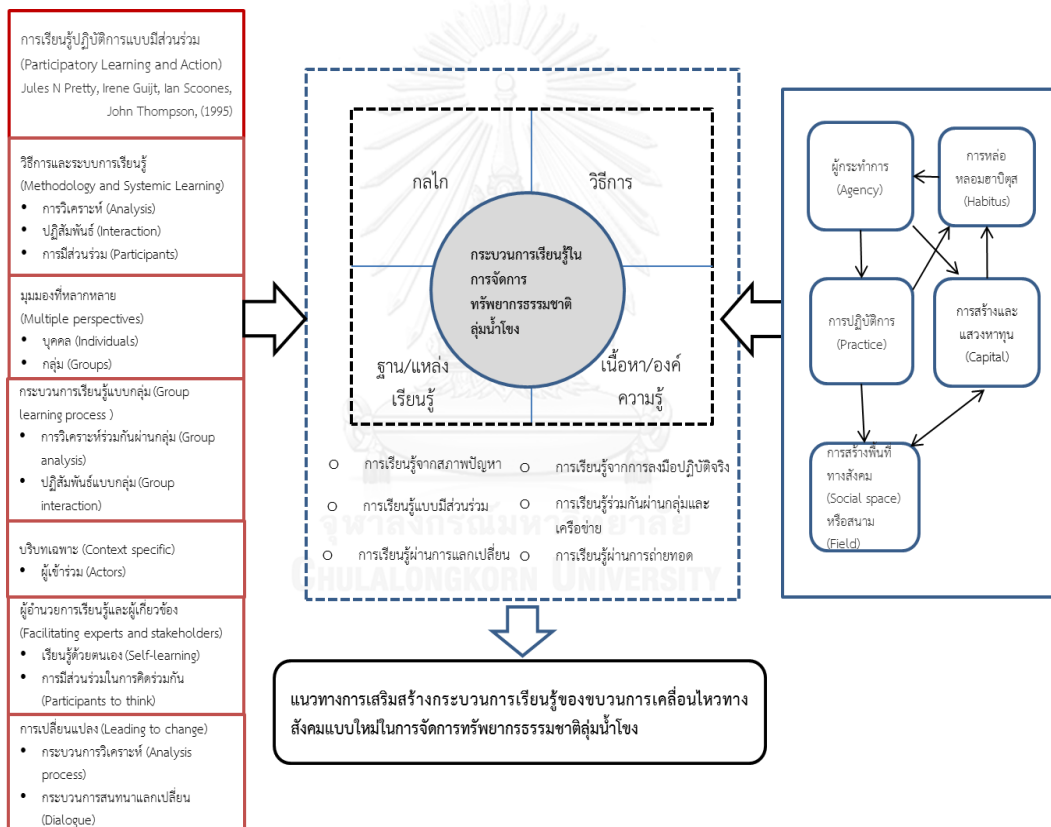 การเรียนรู้ปฏิบัติการแบบมีส่วนร่วม
(Participatory Learning and Action)
Jules N Pretty, Irene Guijt, Ian Scoones,
John Thompson, (1995)
วิธีการและระบบการเรียนรู้
(Methodology and Systemic Learning)
• การวิเคราะห์ (Analysis)
• ปฏิสัมพันธ์ (Interaction)
• การมีส่วนร่วม (Participants)
มุมมองที่หลากหลาย
(Multiple perspectives)
• บุคคล (Individuals)
• กลุ่ม (Groups)
กระบวนการเรียนรู้แบบกลุ่ม (Group
learning process )
• การวิเคราะห์ร่วมกันผ่านกลุ่ม (Group
analysis)
• ปฏิสัมพันธ์แบบกลุ่ม (Group
interaction)
บริบทเฉพาะ (Context specific)
• ผู้เข้าร่วม (Actors)
ผู้อำนวยการเรียนรู้และผู้เกี่ยวข้อง
(Facilitating experts and stakeholders)
• เรียนรู้ด้วยตนเอง (Self-learning)
• การมีส่วนร่วมในการคิดร่วมกัน
(Participants to think)
การเปลี่ยนแปลง (Leading to change)
• กระบวนการวิเคราะห์ (Analysis
process)
• กระบวนการสนทนาแลกเปลี่ยน
(Dialogue)
กลไก
วิธีการ
กระบวนการเรียนรู้ใน
การจัดการ
ทรัพยากรธรรมชาติ
ลุ่มน้ำโขง
ฐาน/แหล่ง
เรียนรู้
เนื้อหา/องค์
ความรู้
o การเรียนรู้จากสภาพปัญหา
o การเรียนรู้แบบมีส่วนร่วม
o การเรียนรู้ผ่านการแลกเปลี่ยน
o การเรียนรู้จากการลงมือปฏิบัติจริง
o การเรียนรู้ร่วมกันผ่านกลุ่มและ
เครือข่าย
o การเรียนรู้ผ่านการถ่ายทอด
จุฬาลงกรณ์มหาวิทยาลัย
CHULALONGKORN UNIVERSITY
แนวทางการเสริมสร้างกระบวนการเรียนรู้ของขบวนการเคลื่อนไหวทาง
สังคมแบบใหม่ในการจัดการทรัพยากรธรรมชาติลุ่มน้ำโขง
ผู้กระทำการ
(Agency)
การหล่อ
หลอมฮาบิตุส
(Habitus)
การปฏิบัติการ
(Practice)
การสร้างและ
แสวงหาทุน
(Capital)
การสร้างพื้นที่
ทางสังคม
(Social space)
หรือสนาม
(Field)